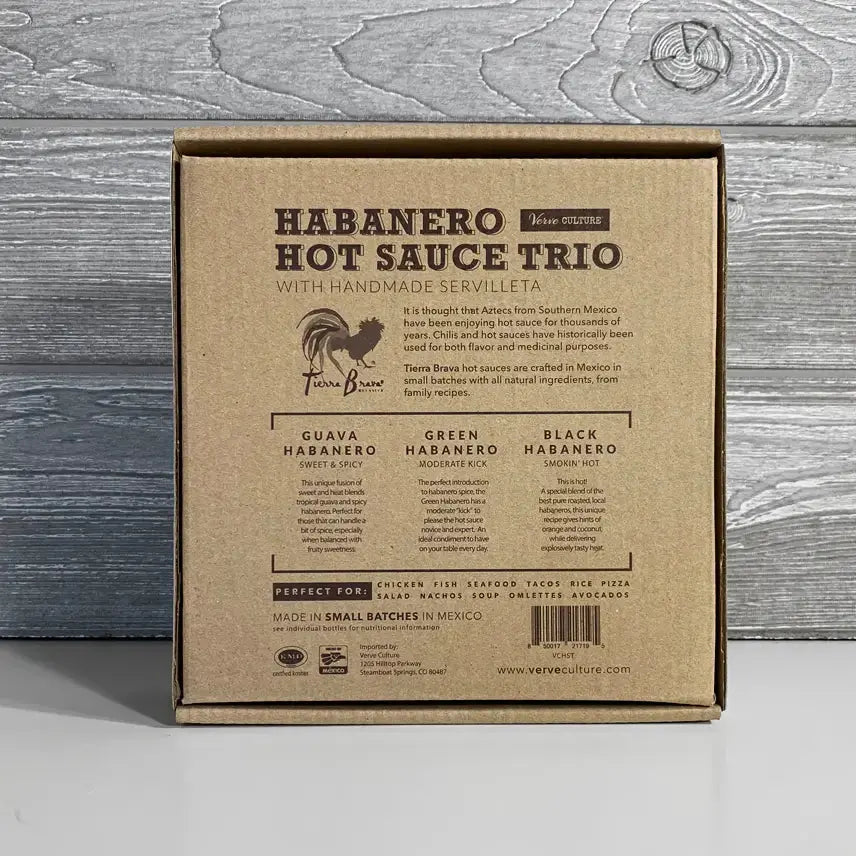 HABANERO
Verve CULTURE
HOT SAUCE TRIO
WITH HANDMADE SERVILLETA
It is thought that Aztecs from Southern Mexico
have been enjoying hot sauce for thousands of
years. Chilis and hot sauces have historically been
used for both flavor and medicinal purposes.
Tierra Brava hot sauces are crafted in Mexico in
small batches with all natural ingredients, from
family recipes.
Tierra Brava
GUAVA
HABANERO
SWEET & SPICY
This unique fusion of
sweet and heat blends
tropical guava and spicy
habanero. Perfect for
those that can handle a
bit of spice, especially
when balanced with
fruity sweetness.
GREEN
HABANERO
MODERATE KICK
The perfect introduction
to habanero spice, the
Green Habanero has a
moderate "kick" to
please the hot sauce
novice and expert. An
ideal condiment to have
on your table every day.
BLACK
HABANERO
SMOKIN' HOT
This is hot!
A special blend of the
best pure roasted, local
habaneros, this unique
recipe gives hints of
orange and coconut,
while delivering
explosively tasty heat.
PERFECT FOR:
CHICKEN FISH SEAFOOD TACOS RICE PIZZA
SALAD NACHOS SOUP OMLETTES AVOCADOS
MADE IN SMALL BATCHES IN MEXICO
see individual bottles for nutritional information
KMD
certified kosher
MADE IN
MEXICO
Imported by:
Verve Culture
1205 Hilltop Parkway
Steamboat Springs, CO 80487
8 50017 21719 5
VCHST
www.verveculture.com